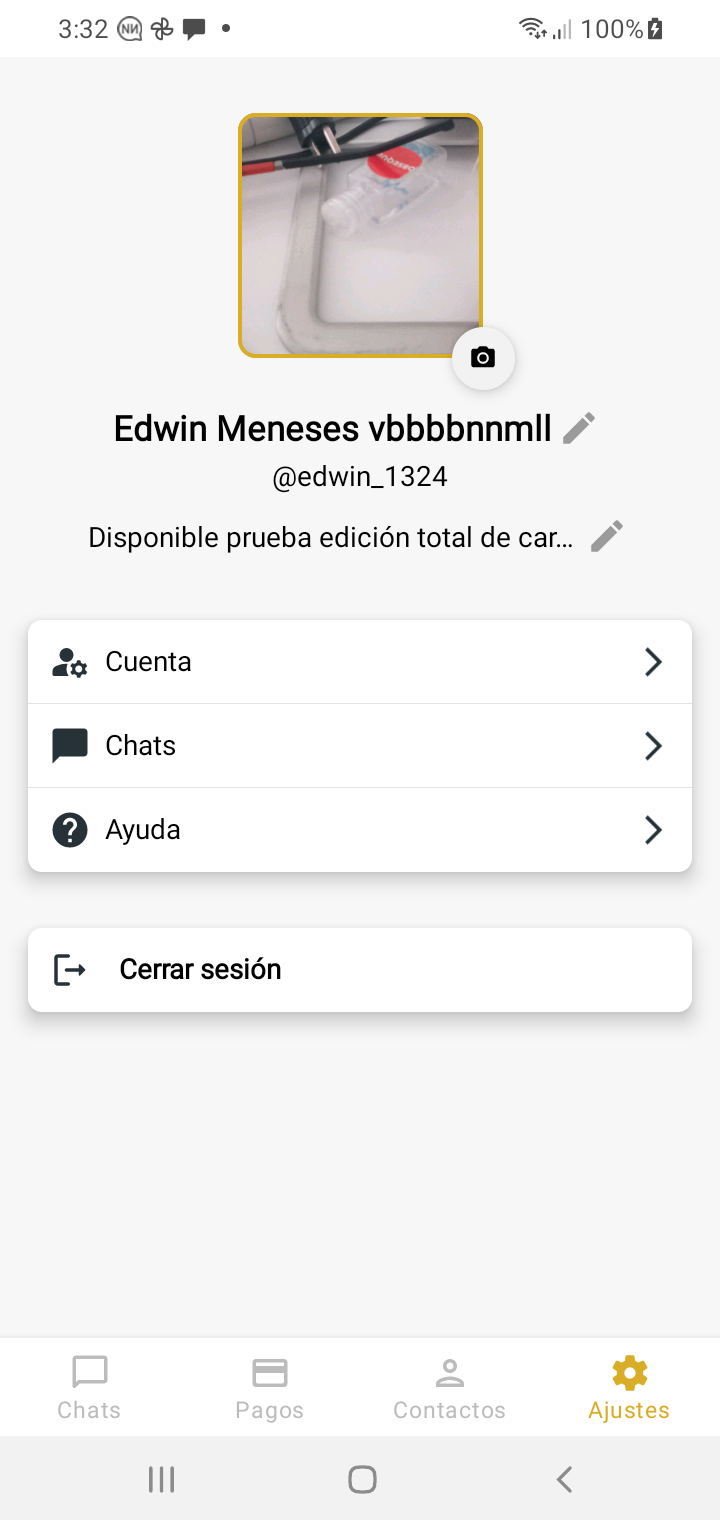 3:32
100%
Edwin Meneses vbbbbnnmll
@edwin_1324
Disponible prueba edición total de car...
Cuenta
Chats
Ayuda
Cerrar sesión
Chats
Pagos
Contactos
Ajustes